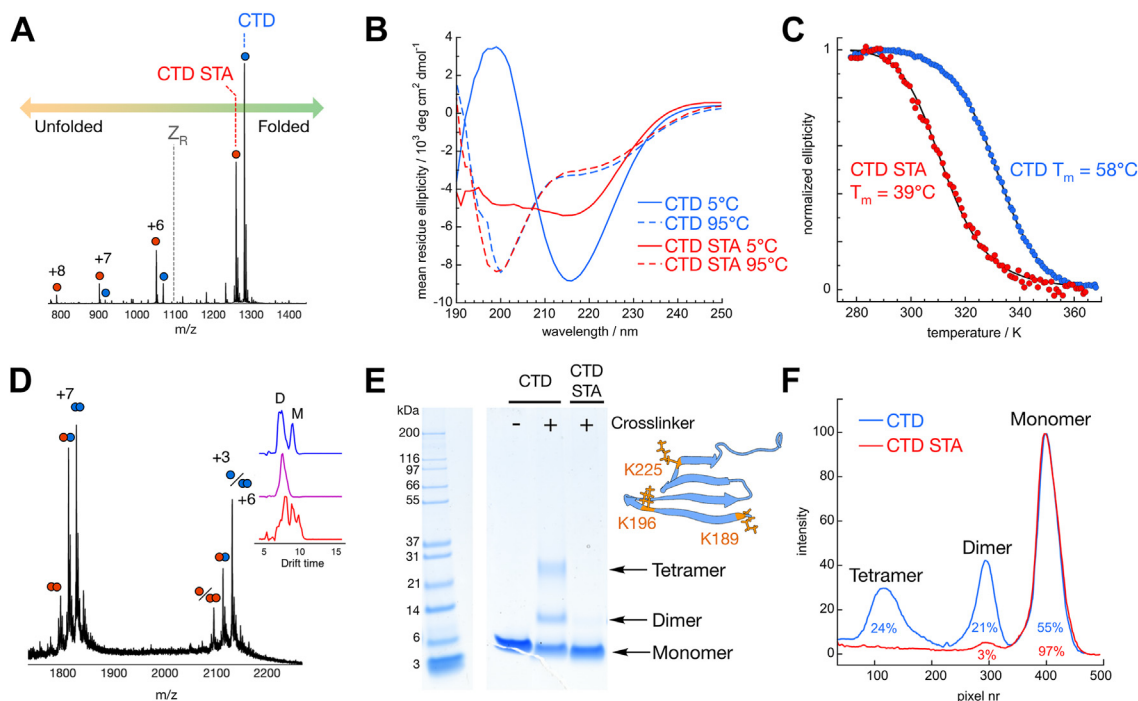 A
CTD
CTD STA
Unfolded
Folded
Z_R
+8
+7
+6
800
900
1000
1100
1200
1300
1400
m/z
B
mean residue ellipticity / 10³ deg cm² dmol⁻¹
4
2
0
-2
-4
-6
-8
-10
CTD 5°C
CTD 95°C
CTD STA 5°C
CTD STA 95°C
190
200
210
220
230
240
250
wavelength / nm
C
normalized ellipticity
1
0
CTD STA
Tm = 39°C
CTD Tm = 58°C
280
300
320
340
360
temperature / K
D
+7
+3
+6
D
M
5
10
15
Drift time
1800
1900
2000
2100
2200
m/z
E
CTD
CTD
STA
kDa
- + +
Crosslinker
200
116
97
66
55
37
31
21
14
6
3
K225
K196
K189
Tetramer
Dimer
Monomer
F
CTD
CTD STA
intensity
100
80
60
40
20
0
Monomer
Dimer
Tetramer
24%
21%
55%
3%
97%
100
200
300
400
500
pixel nr